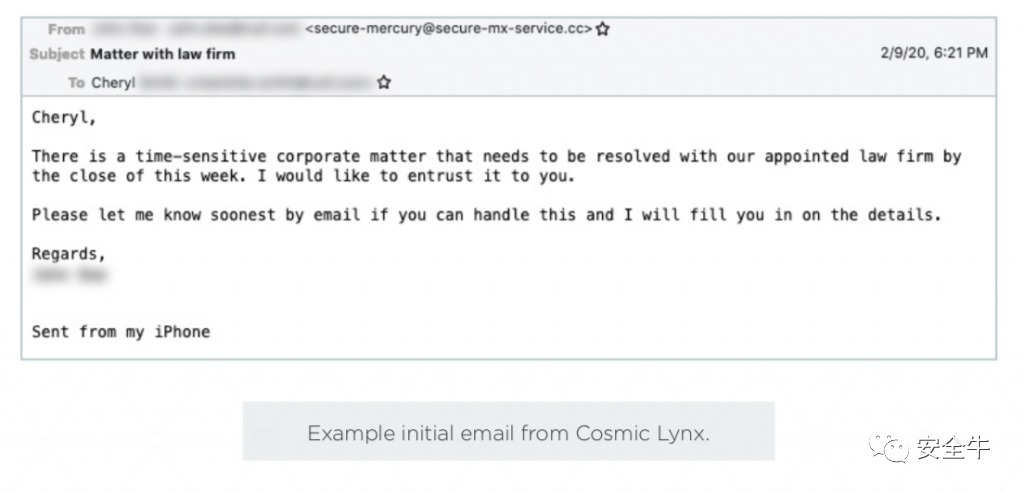 From <secure-mercury@secure-mx-service.cc>
Subject Matter with law firm 2/9/20, 6:21 PM
To Cheryl
Cheryl,
There is a time-sensitive corporate matter that needs to be resolved with our appointed law firm by
the close of this week. I would like to entrust it to you.
Please let me know soonest by email if you can handle this and I will fill you in on the details.
Regards,
Sent from my iPhone
Example initial email from Cosmic Lynx.
安全牛